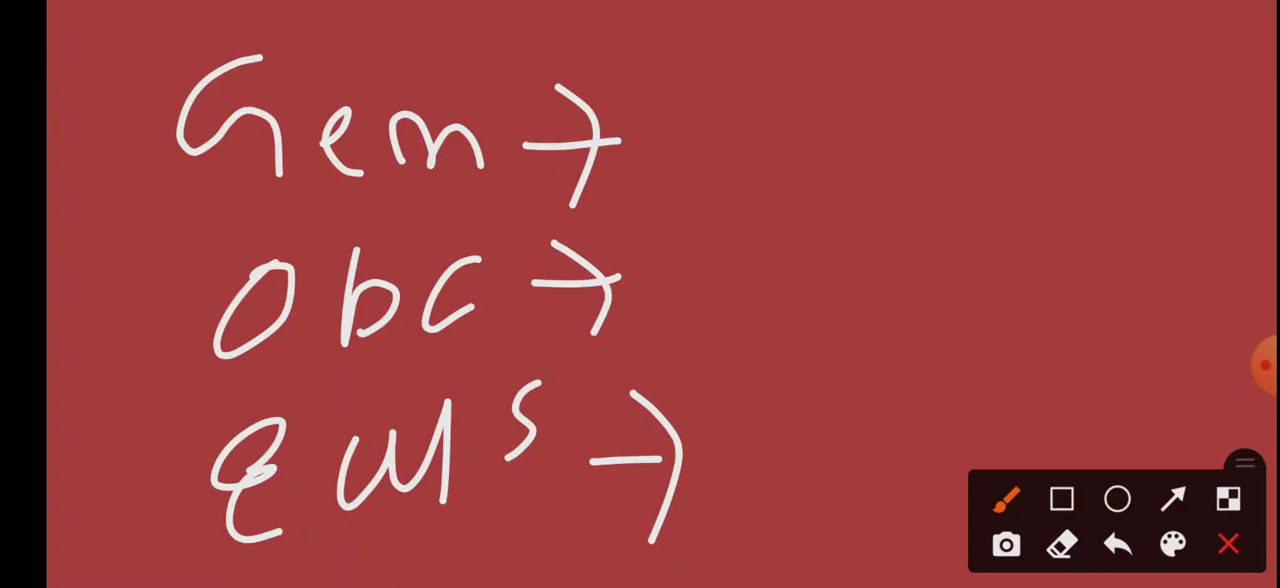 Gen →
Obc →
EWS →